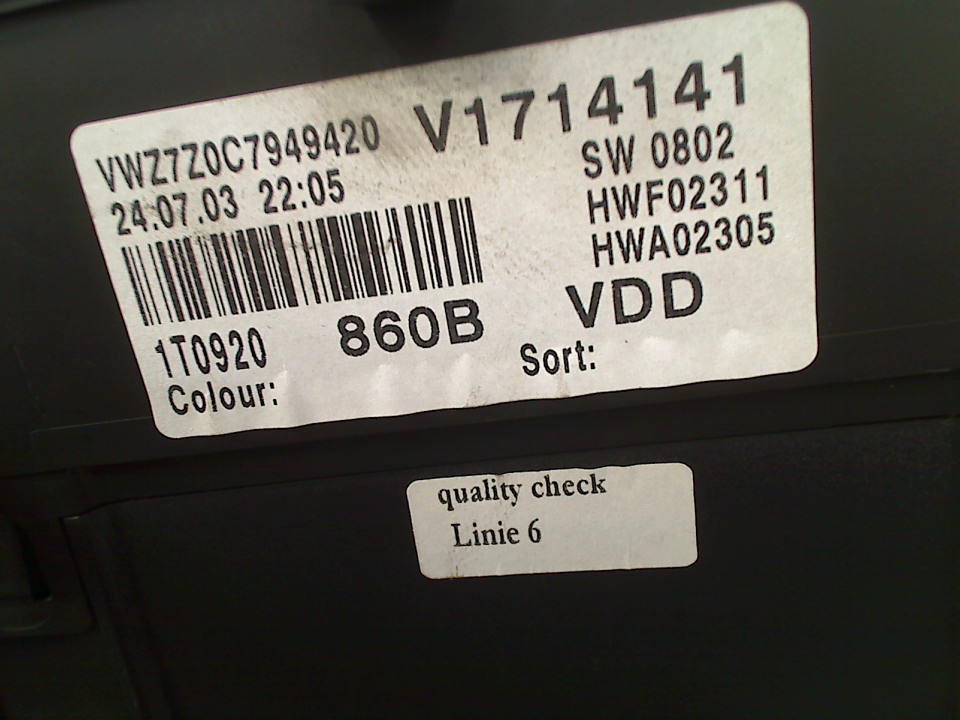 VWZ7Z0C7949420 V1714141
24.07.03 22:05 SW 0802
HWF02311
HWA02305
1T0920 860B VDD
Colour: Sort:
quality check
Linie 6